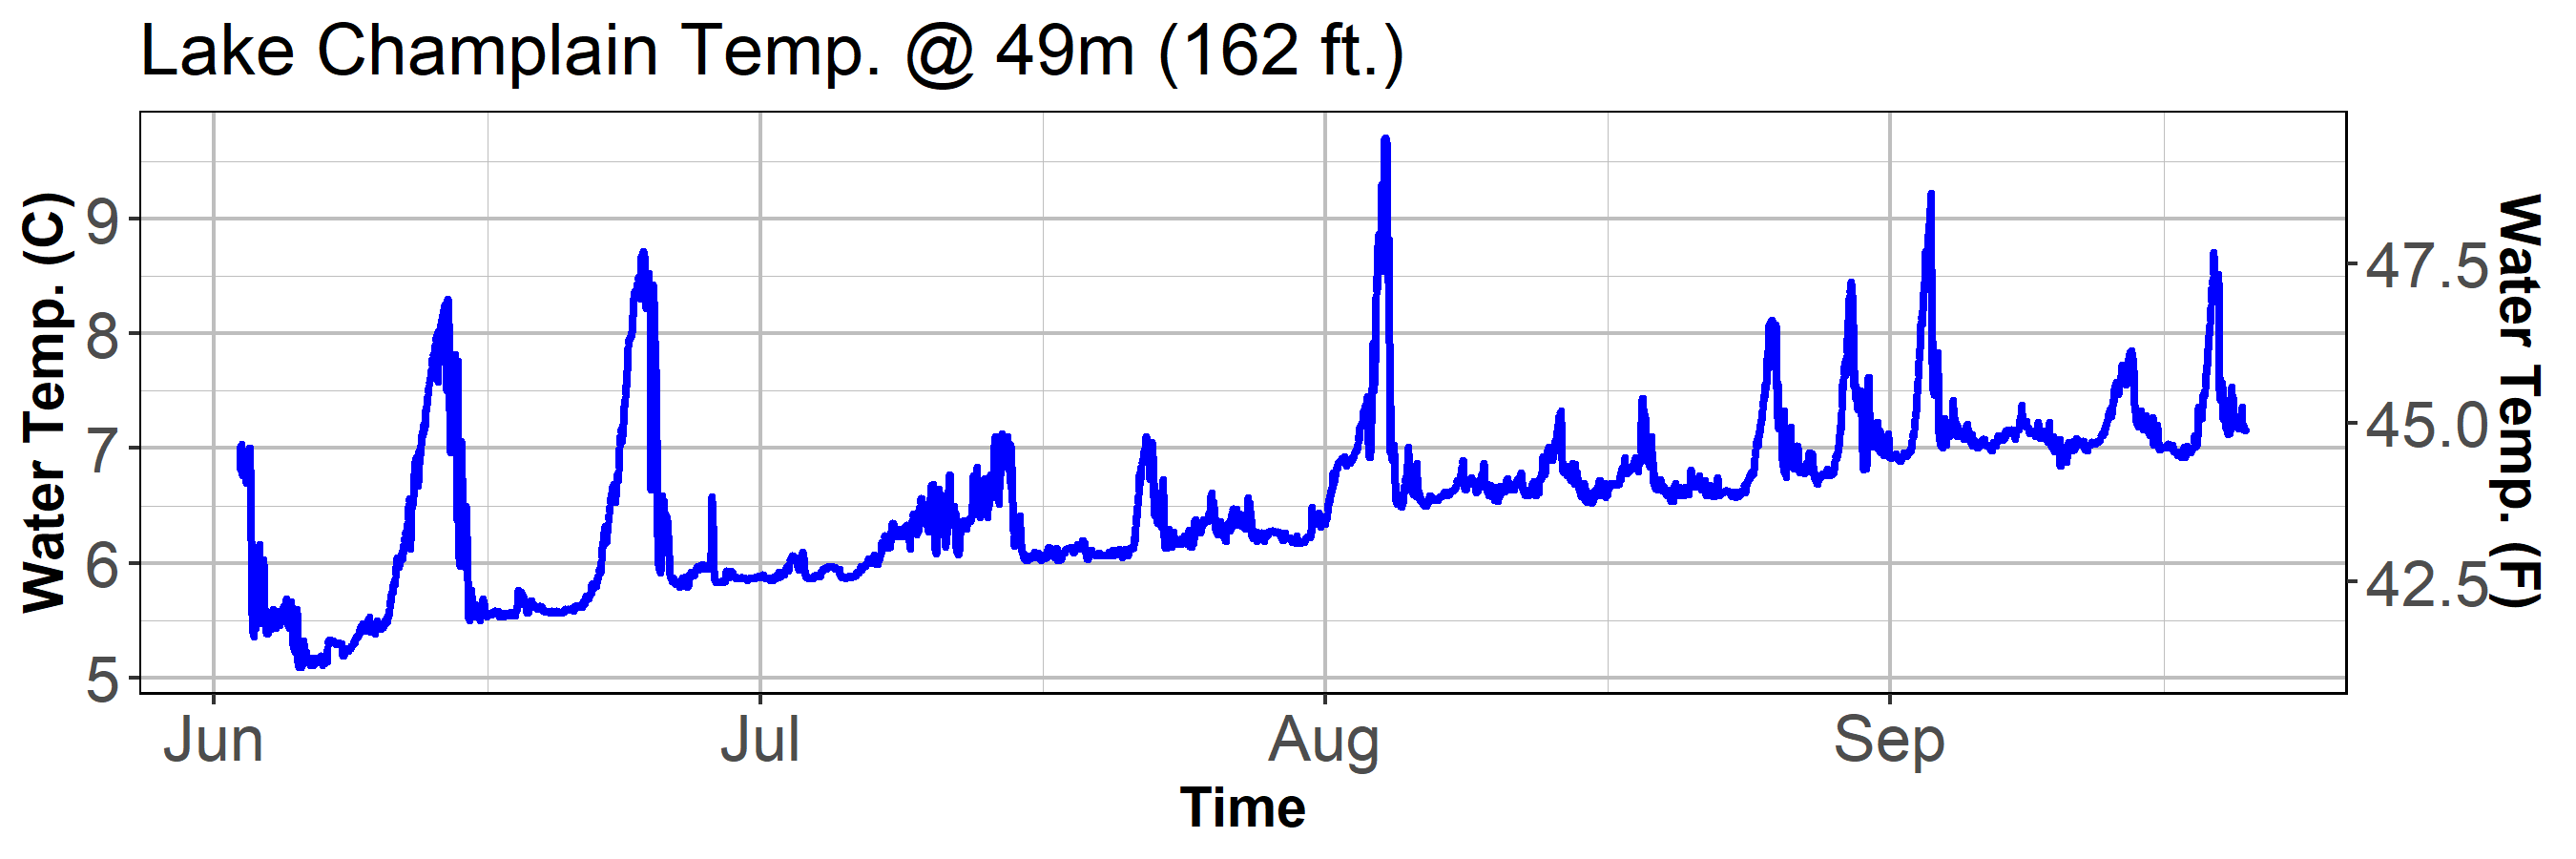 Lake Champlain Temp. @ 49m (162 ft.)
Water Temp. (C)
9
8
7
6
5
47.5
45.0
42.5
Water Temp. (F)
Jun Jul Aug Sep
Time